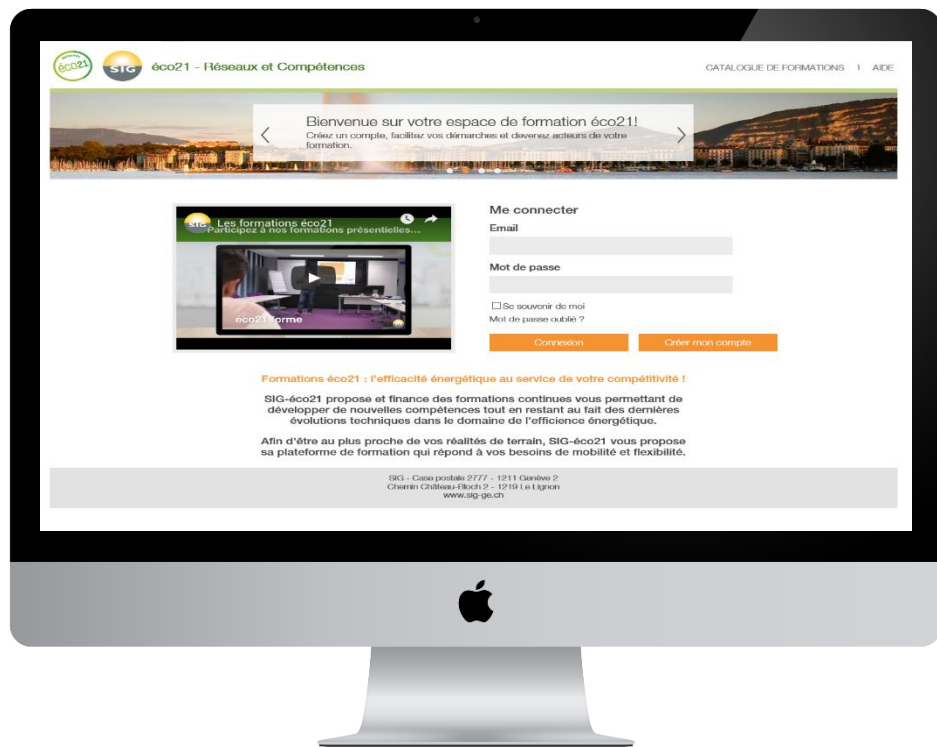 éco21
SIG
éco21 - Réseaux et Compétences
CATALOGUE DE FORMATIONS | AIDE
Bienvenue sur votre espace de formation éco21!
Créez un compte, facilitez vos démarches et devenez acteurs de votre
formation.
SIG
Les formations éco21
Participez à nos formations présentielles...
éco21 forme
Me connecter
Email
Mot de passe
Se souvenir de moi
Mot de passe oublié ?
Connexion
Créer mon compte
Formations éco21 : l'efficacité énergétique au service de votre compétitivité !
SIG-éco21 propose et finance des formations continues vous permettant de
développer de nouvelles compétences tout en restant au fait des dernières
évolutions techniques dans le domaine de l'efficience énergétique.
Afin d'être au plus proche de vos réalités de terrain, SIG-éco21 vous propose
sa plateforme de formation qui répond à vos besoins de mobilité et flexibilité.
SIG - Case postale 2777 - 1211 Genève 2
Chemin Château-Bloch 2 - 1219 Le Lignon
www.sig-ge.ch